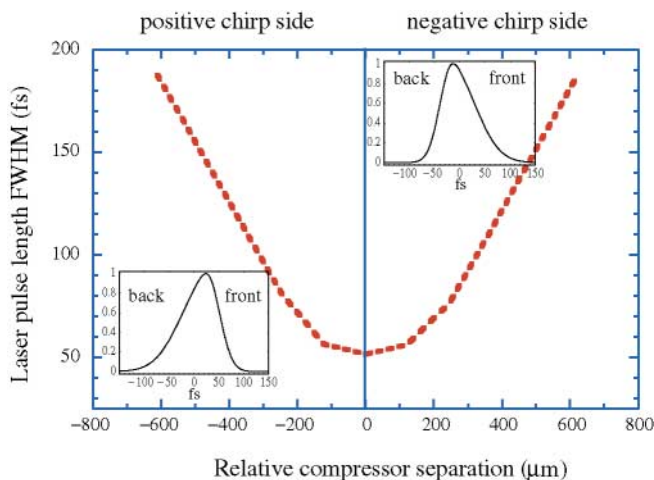 positive chirp side negative chirp side
Laser pulse length FWHM (fs)
200
150
100
50
1
0.8
0.6
0.4
0.2
0
back front
-100 -50 0 50 100 150
fs
1
0.8
0.6
0.4
0.2
0
back front
-100 -50 0 50 100 150
fs
−800 −600 −400 −200 0 200 400 600 800
Relative compressor separation (μm)